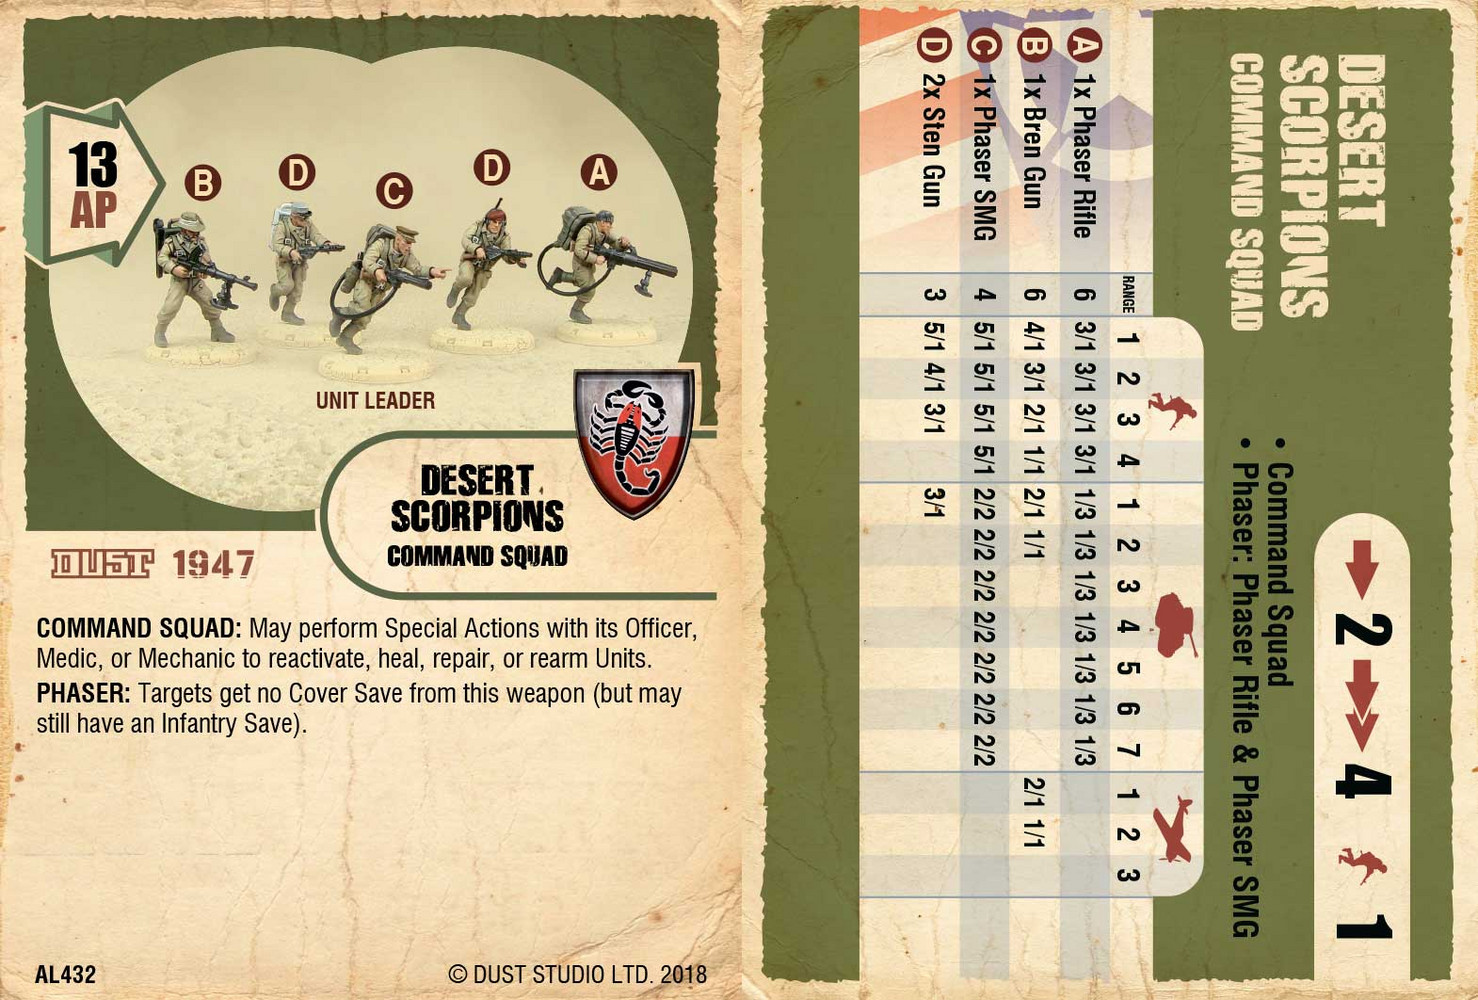 13
AP
B
D
C
D
A
UNIT LEADER
DESERT
SCORPIONS
COMMAND SQUAD
DUST 1947
COMMAND SQUAD: May perform Special Actions with its Officer,
Medic, or Mechanic to reactivate, heal, repair, or rearm Units.
PHASER: Targets get no Cover Save from this weapon (but may
still have an Infantry Save).
AL432
© DUST STUDIO LTD. 2018
DESERT
SCORPIONS
COMMAND SQUAD
2 4 1
• Command Squad
• Phaser: Phaser Rifle & Phaser SMG
RANGE 1 2 3 4 1 2 3 4 5 6 7 1 2 3
A 1x Phaser Rifle 6 3/1 3/1 3/1 3/1 1/3 1/3 1/3 1/3 1/3 1/3 1/3
B 1x Bren Gun 6 4/1 3/1 2/1 1/1 2/1 1/1 2/1 1/1
C 1x Phaser SMG 4 5/1 5/1 5/1 5/1 2/2 2/2 2/2 2/2 2/2 2/2 2/2
D 2x Sten Gun 3 5/1 4/1 3/1 3/1